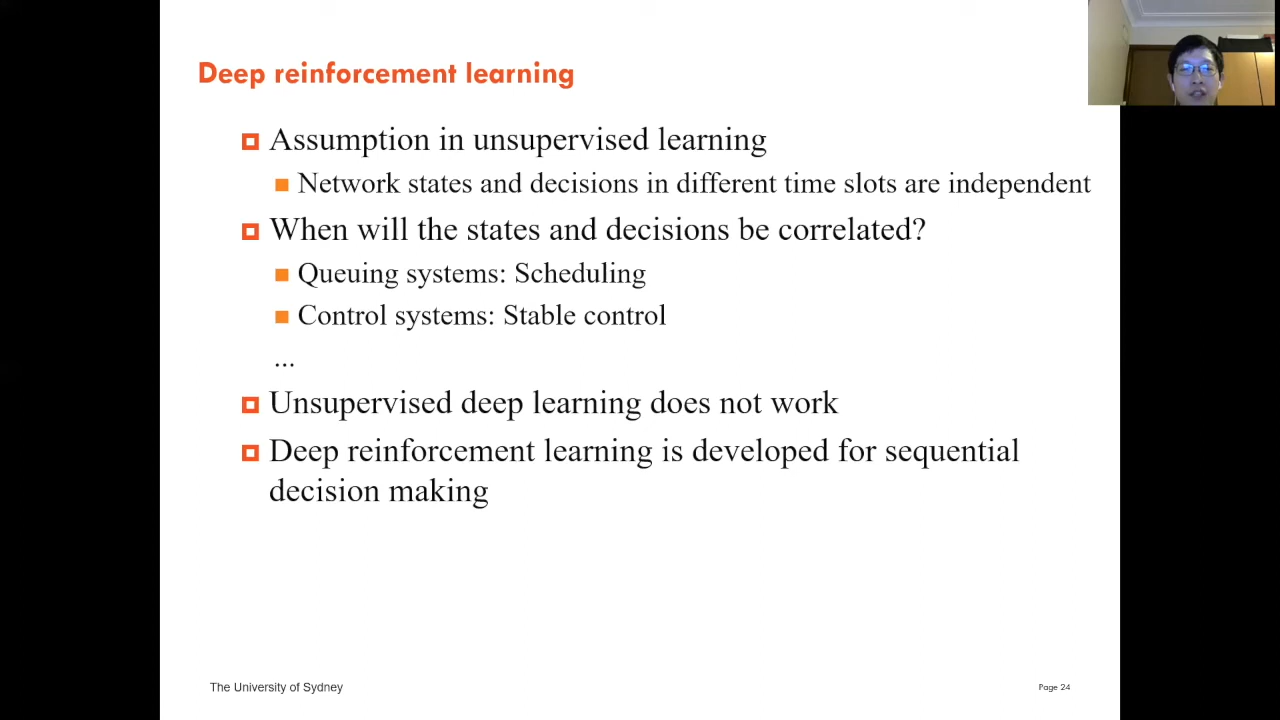 Deep reinforcement learning
Assumption in unsupervised learning
Network states and decisions in different time slots are independent
When will the states and decisions be correlated?
Queuing systems: Scheduling
Control systems: Stable control
...
Unsupervised deep learning does not work
Deep reinforcement learning is developed for sequential
decision making
The University of Sydney
Page 24